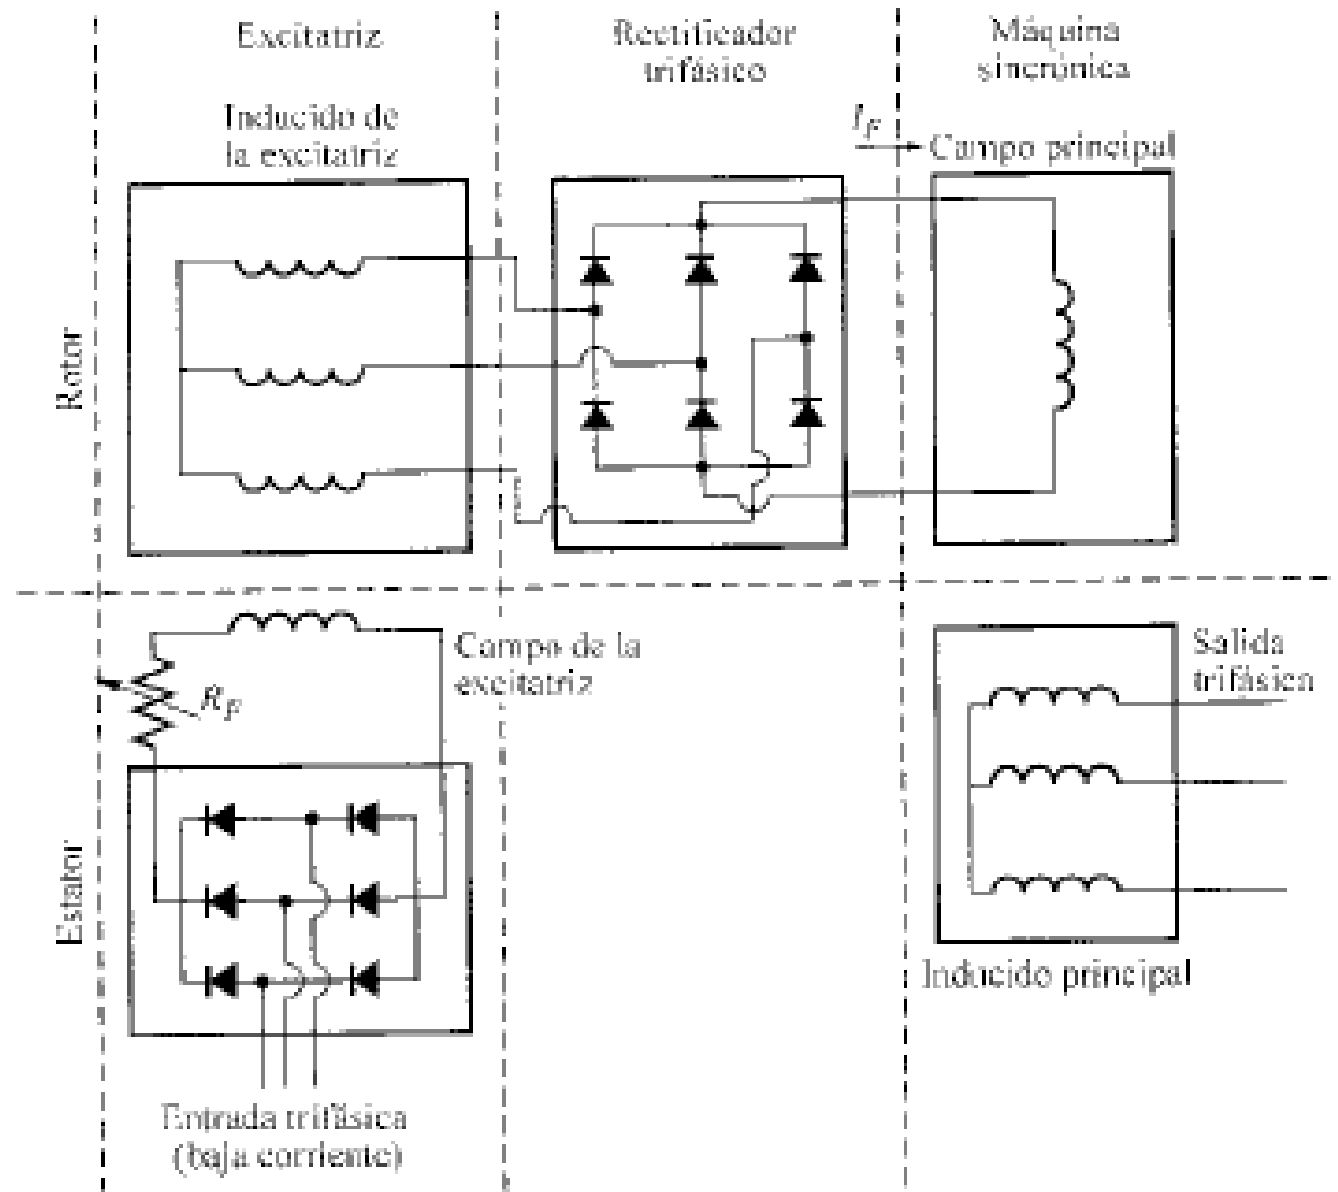 Excitatriz
Rectificador
trifásico
Máquina
sincrónica
Inducido de
la excitatriz
I_F
Campo principal
Rotor
Campo de la
excitatriz
R_F
Salida
trifásica
Estator
Inducido principal
Entrada trifásica
(baja corriente)